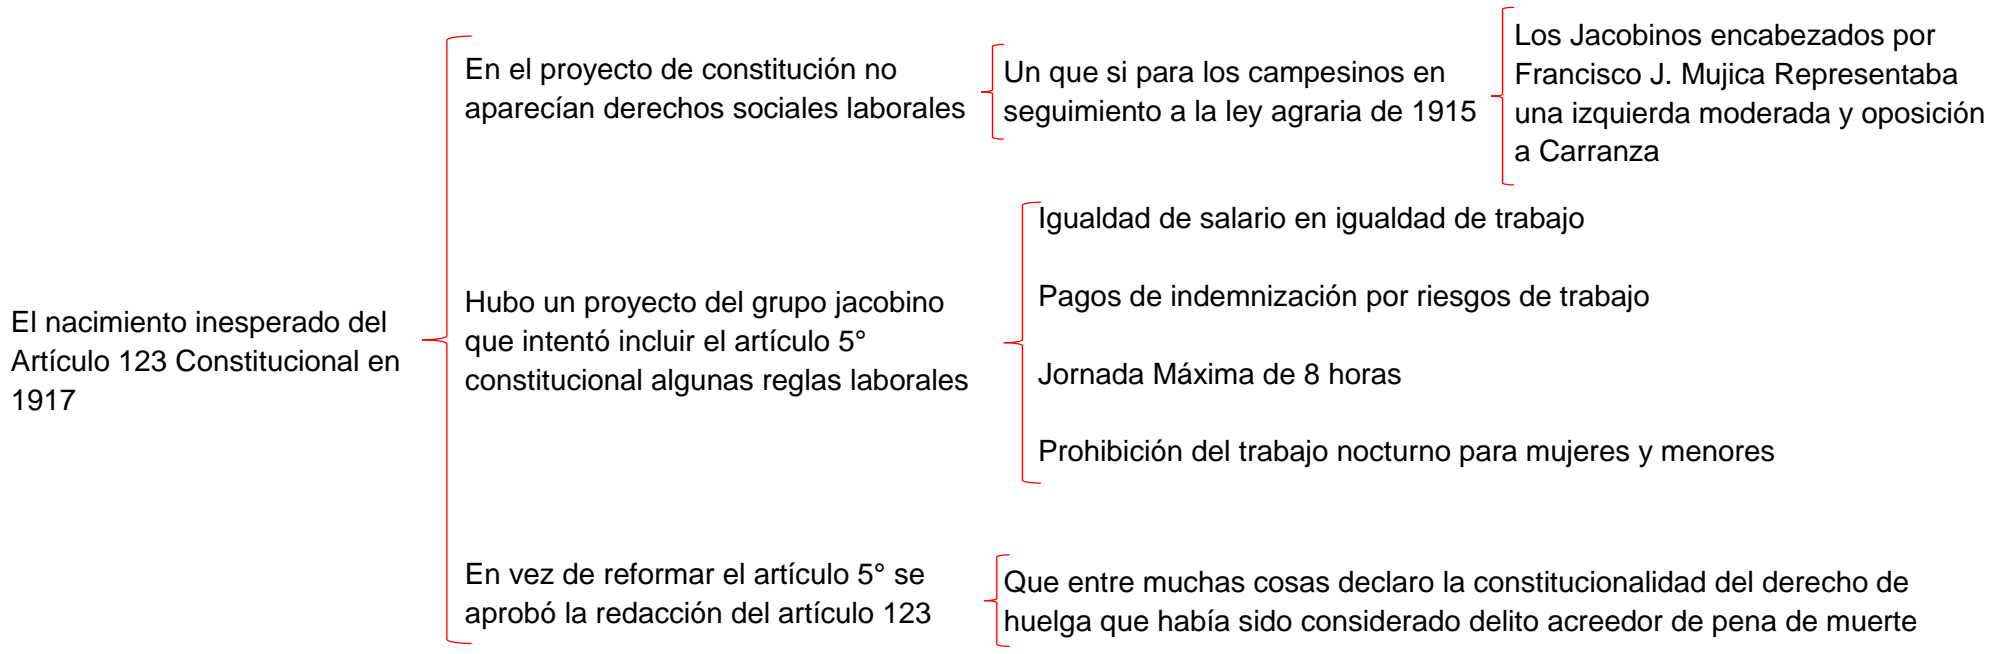 El nacimiento inesperado del
Artículo 123 Constitucional en
1917
En el proyecto de constitución no
aparecían derechos sociales laborales
Un que si para los campesinos en
seguimiento a la ley agraria de 1915
Los Jacobinos encabezados por
Francisco J. Mujica Representaba
una izquierda moderada y oposición
a Carranza
Hubo un proyecto del grupo jacobino
que intentó incluir el artículo 5°
constitucional algunas reglas laborales
Igualdad de salario en igualdad de trabajo
Pagos de indemnización por riesgos de trabajo
Jornada Máxima de 8 horas
Prohibición del trabajo nocturno para mujeres y menores
En vez de reformar el artículo 5° se
aprobó la redacción del artículo 123
Que entre muchas cosas declaro la constitucionalidad del derecho de
huelga que había sido considerado delito acreedor de pena de muerte